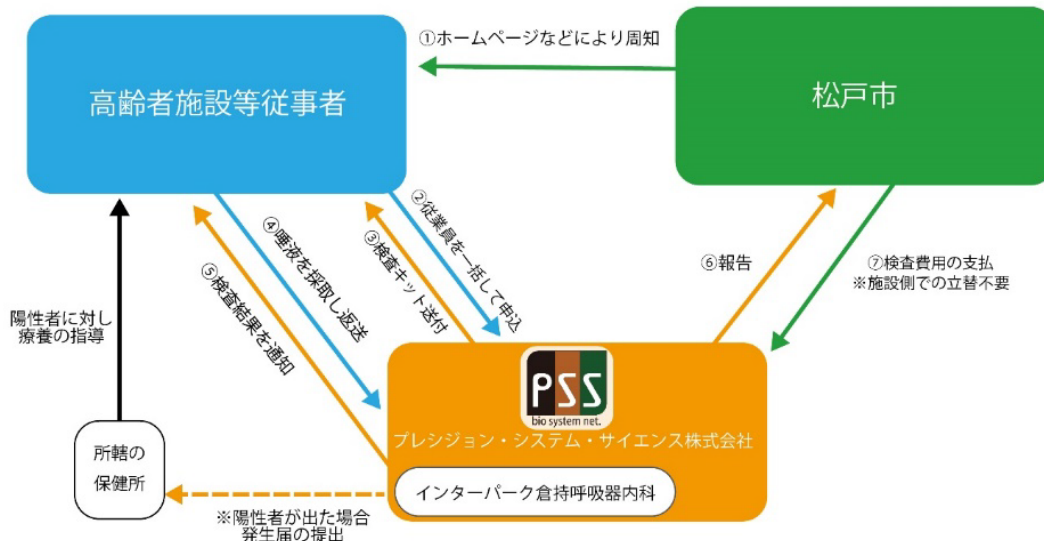 ①ホームページなどにより周知
高齢者施設等従事者
松戸市
②従業員を一括して申込
③検査キット送付
④唾液を採取し返送
⑤検査結果を通知
⑥報告
⑦検査費用の支払
※施設側での立替不要
陽性者に対し
療養の指導
PSS
bio system net.
プレシジョン・システム・サイエンス株式会社
インターパーク倉持呼吸器内科
所轄の
保健所
※陽性者が出た場合
発生届の提出